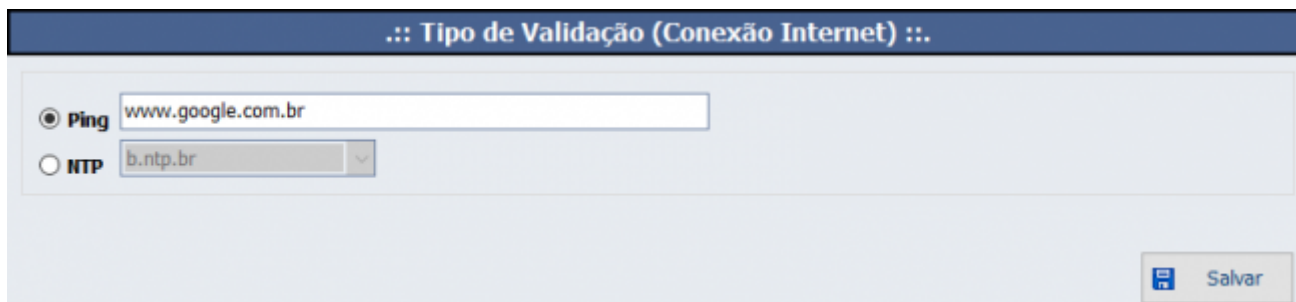 .:: Tipo de Validação (Conexão Internet) ::.
Ping www.google.com.br
NTP b.ntp.br
Salvar